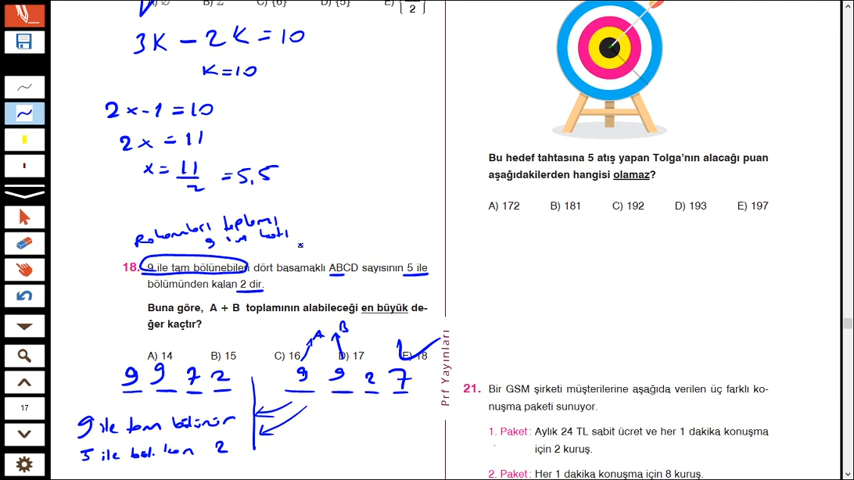 A) ∅ B) 2 C) {6} D) {5} E) { /2 }
3K − 2K = 10
K=10
2x-1=10
2x = 11
x = 11/2 = 5,5
Rakamları toplamı
9 un katı
18. 9 ile tam bölünebilen dört basamaklı ABCD sayısının 5 ile
bölümünden kalan 2 dir.
Buna göre, A + B toplamının alabileceği en büyük de-
ğer kaçtır?
A B
A) 14 B) 15 C) 16 D) 17 E) 18
9 9 7 2 9 9 2 7
9 ile tam bölünür
5 ile böl. kalan 2
17
Prf Yayınları
Bu hedef tahtasına 5 atış yapan Tolga'nın alacağı puan
aşağıdakilerden hangisi olamaz?
A) 172 B) 181 C) 192 D) 193 E) 197
21. Bir GSM şirketi müşterilerine aşağıda verilen üç farklı ko-
nuşma paketi sunuyor.
1. Paket: Aylık 24 TL sabit ücret ve her 1 dakika konuşma
için 2 kuruş.
2. Paket: Her 1 dakika konuşma için 8 kuruş.